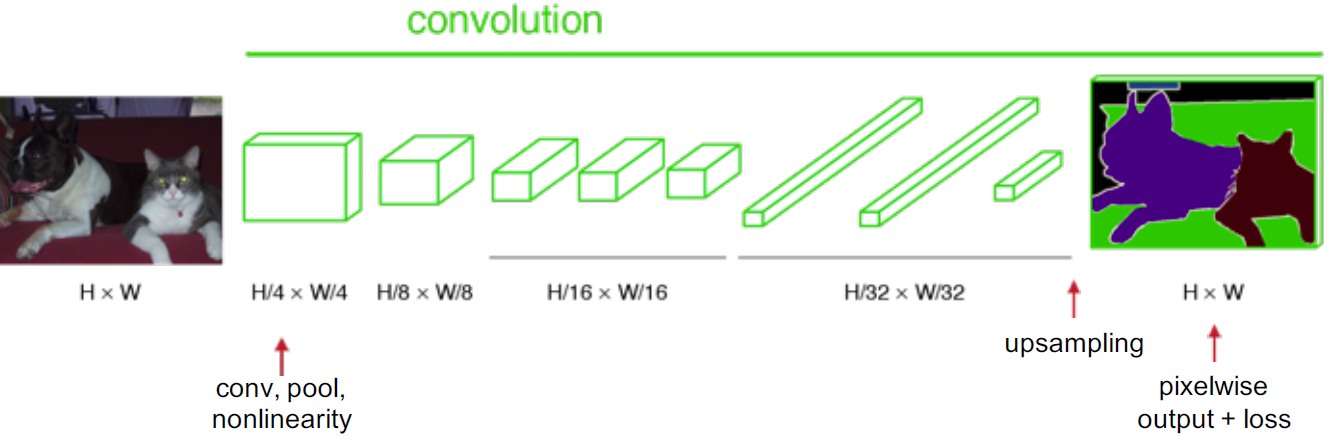 convolution
H × W
H/4 × W/4
H/8 × W/8
H/16 × W/16
H/32 × W/32
H × W
conv, pool,
nonlinearity
upsampling
pixelwise
output + loss